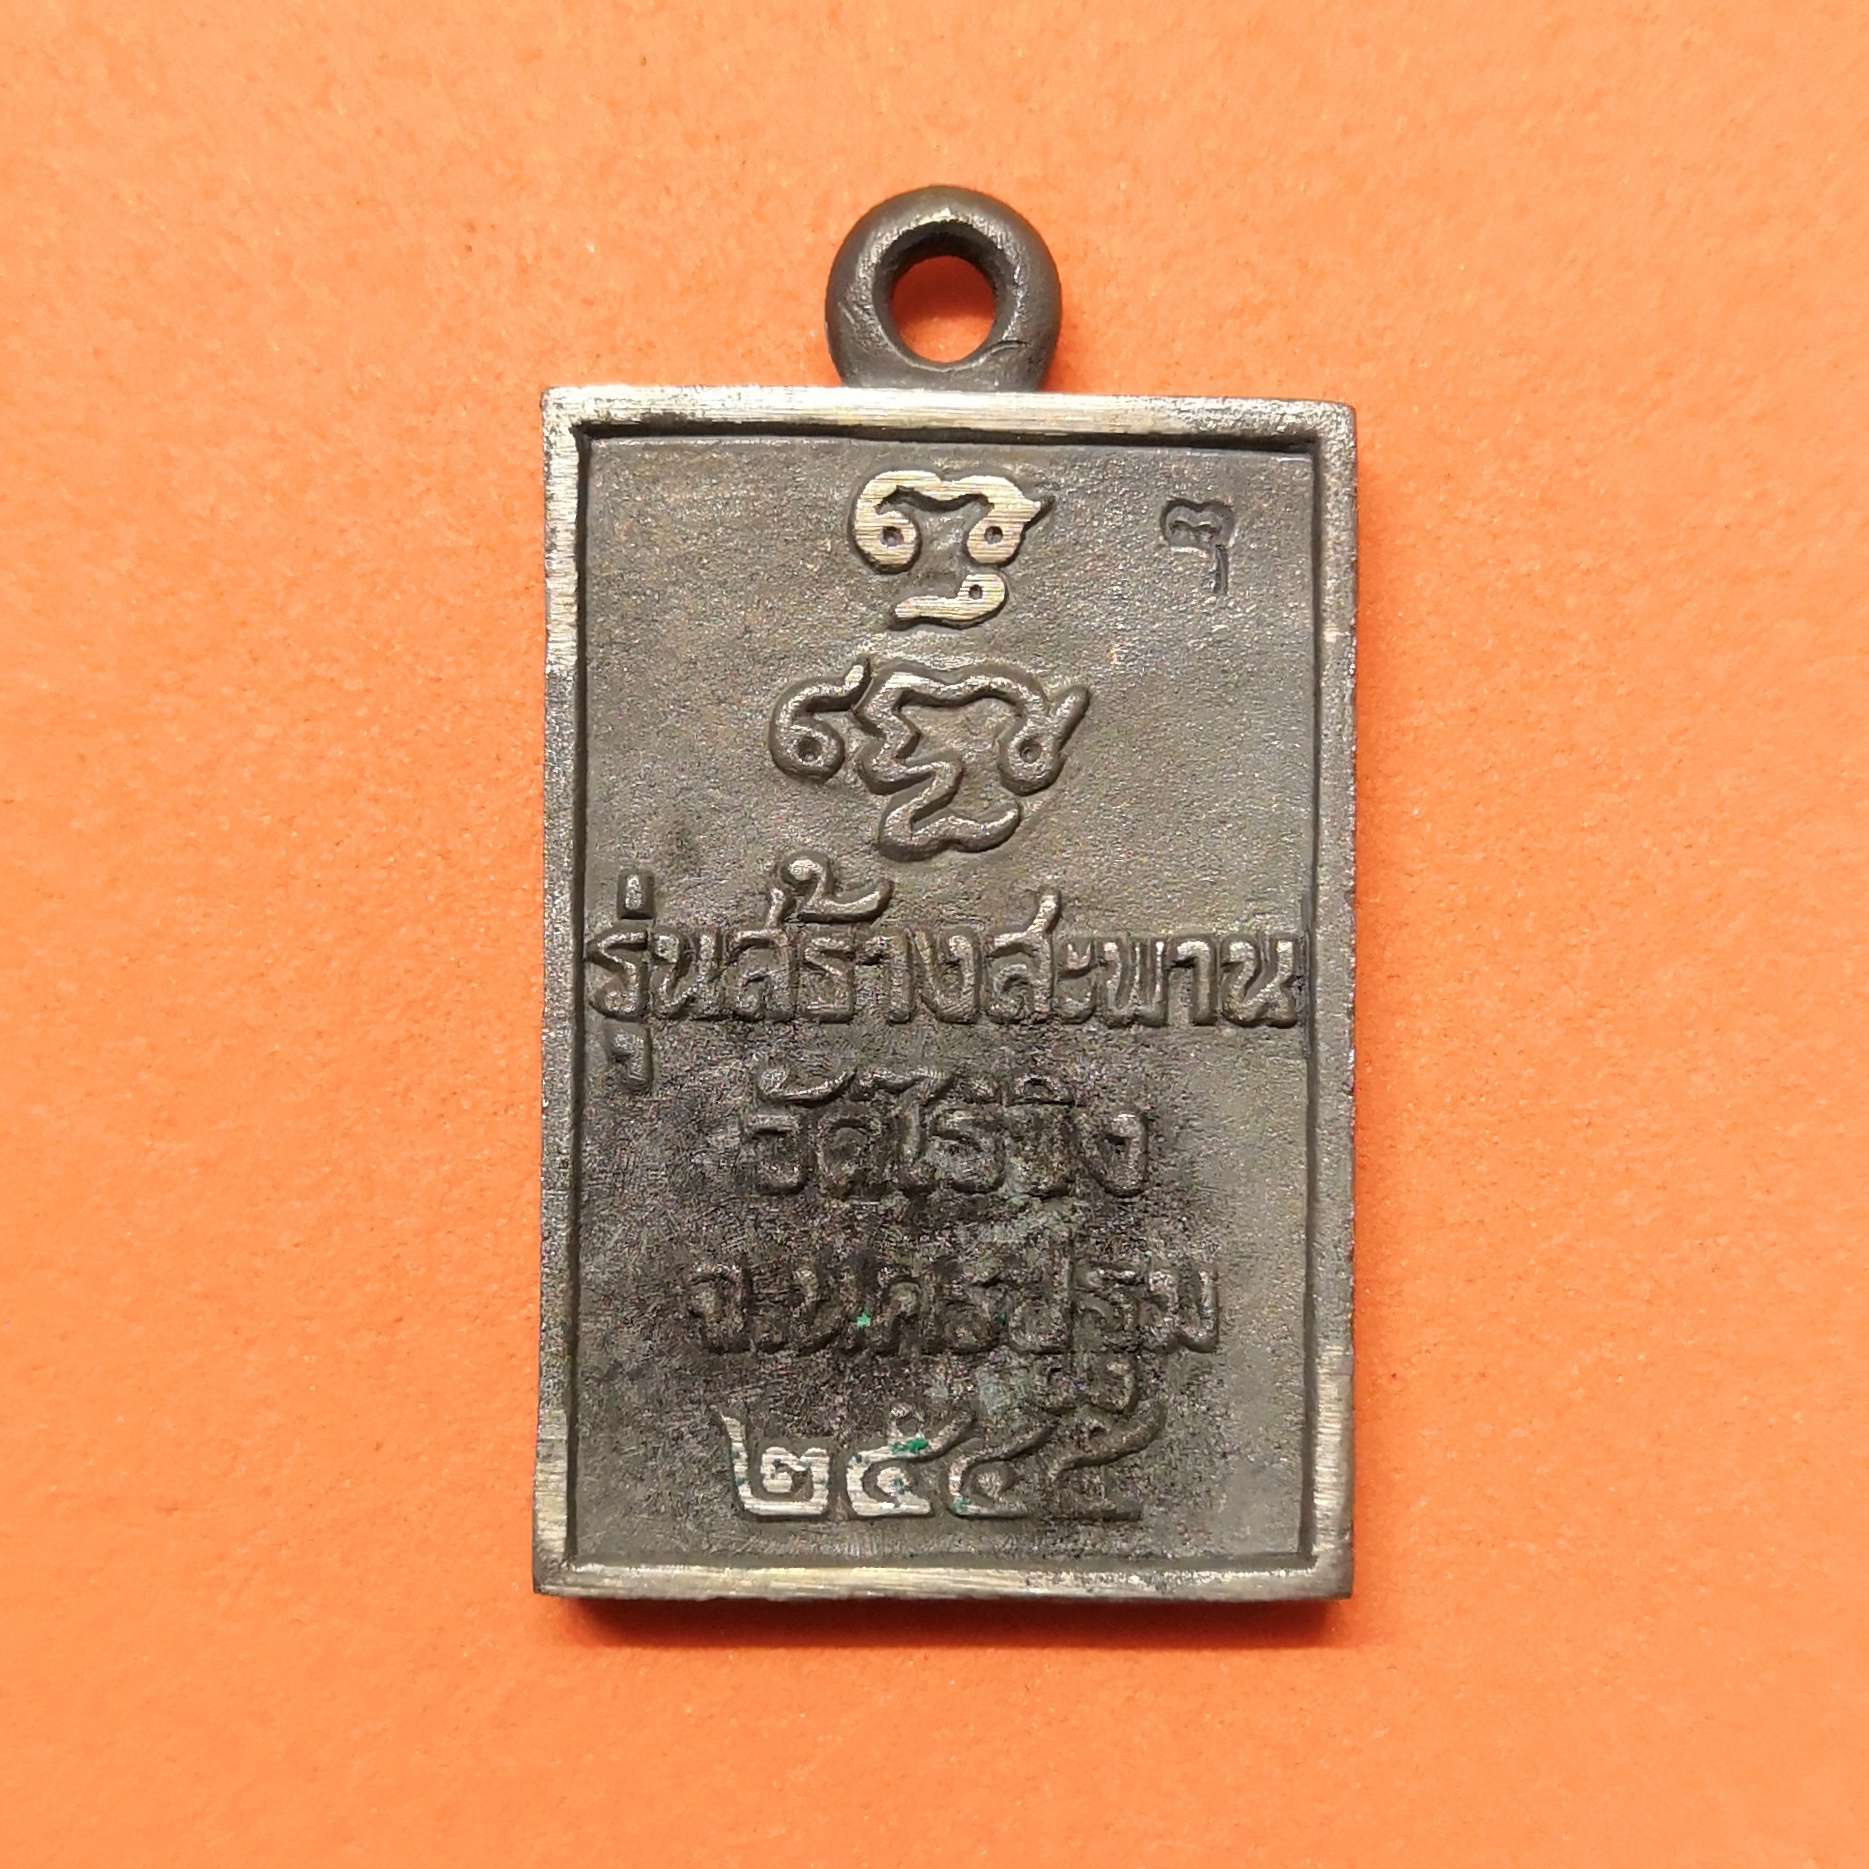 รุ่นสร้างสะพาน
วัดไร่ขิง
จ.นครปฐม
๒๕๔๕